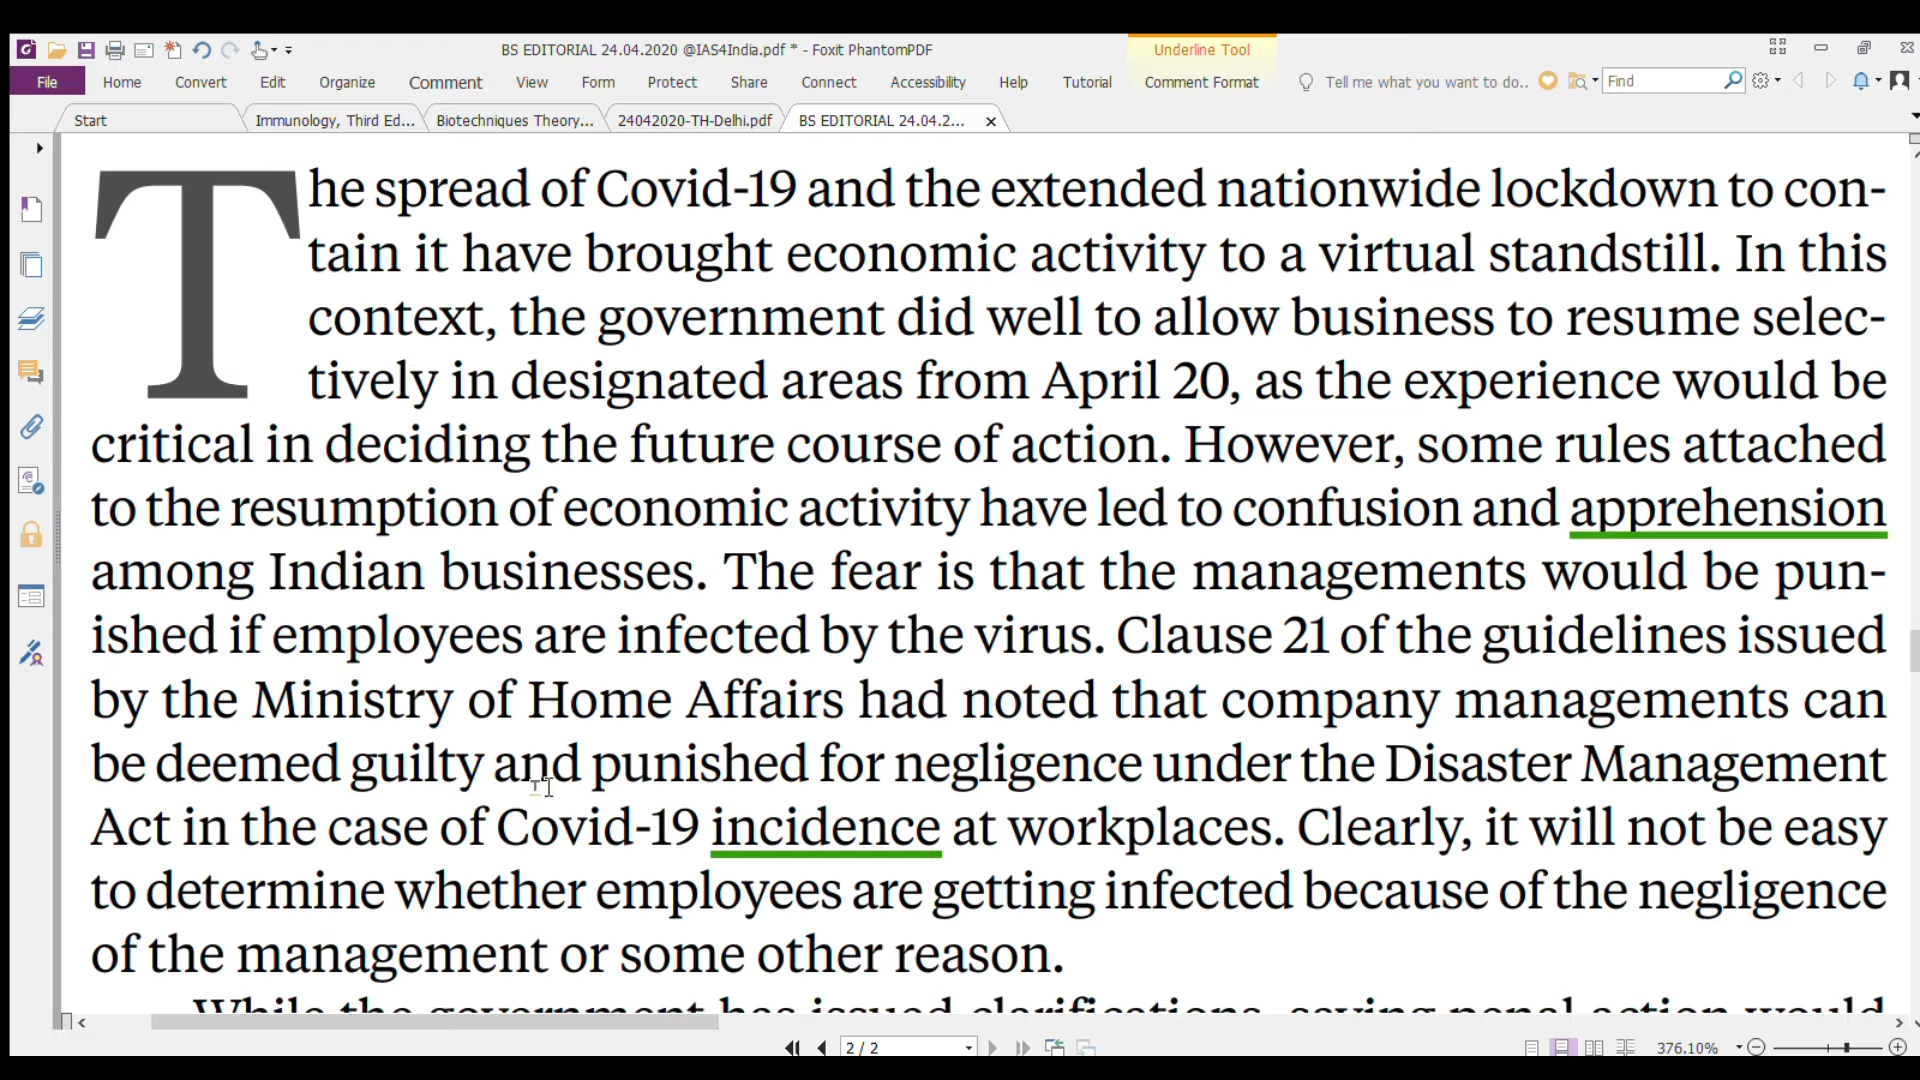 BS EDITORIAL 24.04.2020 @IAS4India.pdf * - Foxit PhantomPDF
Underline Tool
File Home Convert Edit Organize Comment View Form Protect Share Connect Accessibility Help Tutorial Comment Format Tell me what you want to do.. Find
Start Immunology, Third Ed... Biotechniques Theory... 24042020-TH-Delhi.pdf BS EDITORIAL 24.04.2...
The spread of Covid-19 and the extended nationwide lockdown to con-
tain it have brought economic activity to a virtual standstill. In this
context, the government did well to allow business to resume selec-
tively in designated areas from April 20, as the experience would be
critical in deciding the future course of action. However, some rules attached
to the resumption of economic activity have led to confusion and apprehension
among Indian businesses. The fear is that the managements would be pun-
ished if employees are infected by the virus. Clause 21 of the guidelines issued
by the Ministry of Home Affairs had noted that company managements can
be deemed guilty and punished for negligence under the Disaster Management
Act in the case of Covid-19 incidence at workplaces. Clearly, it will not be easy
to determine whether employees are getting infected because of the negligence
of the management or some other reason.
While the government has issued clarifications, saying penal action would
2 / 2
376.10%